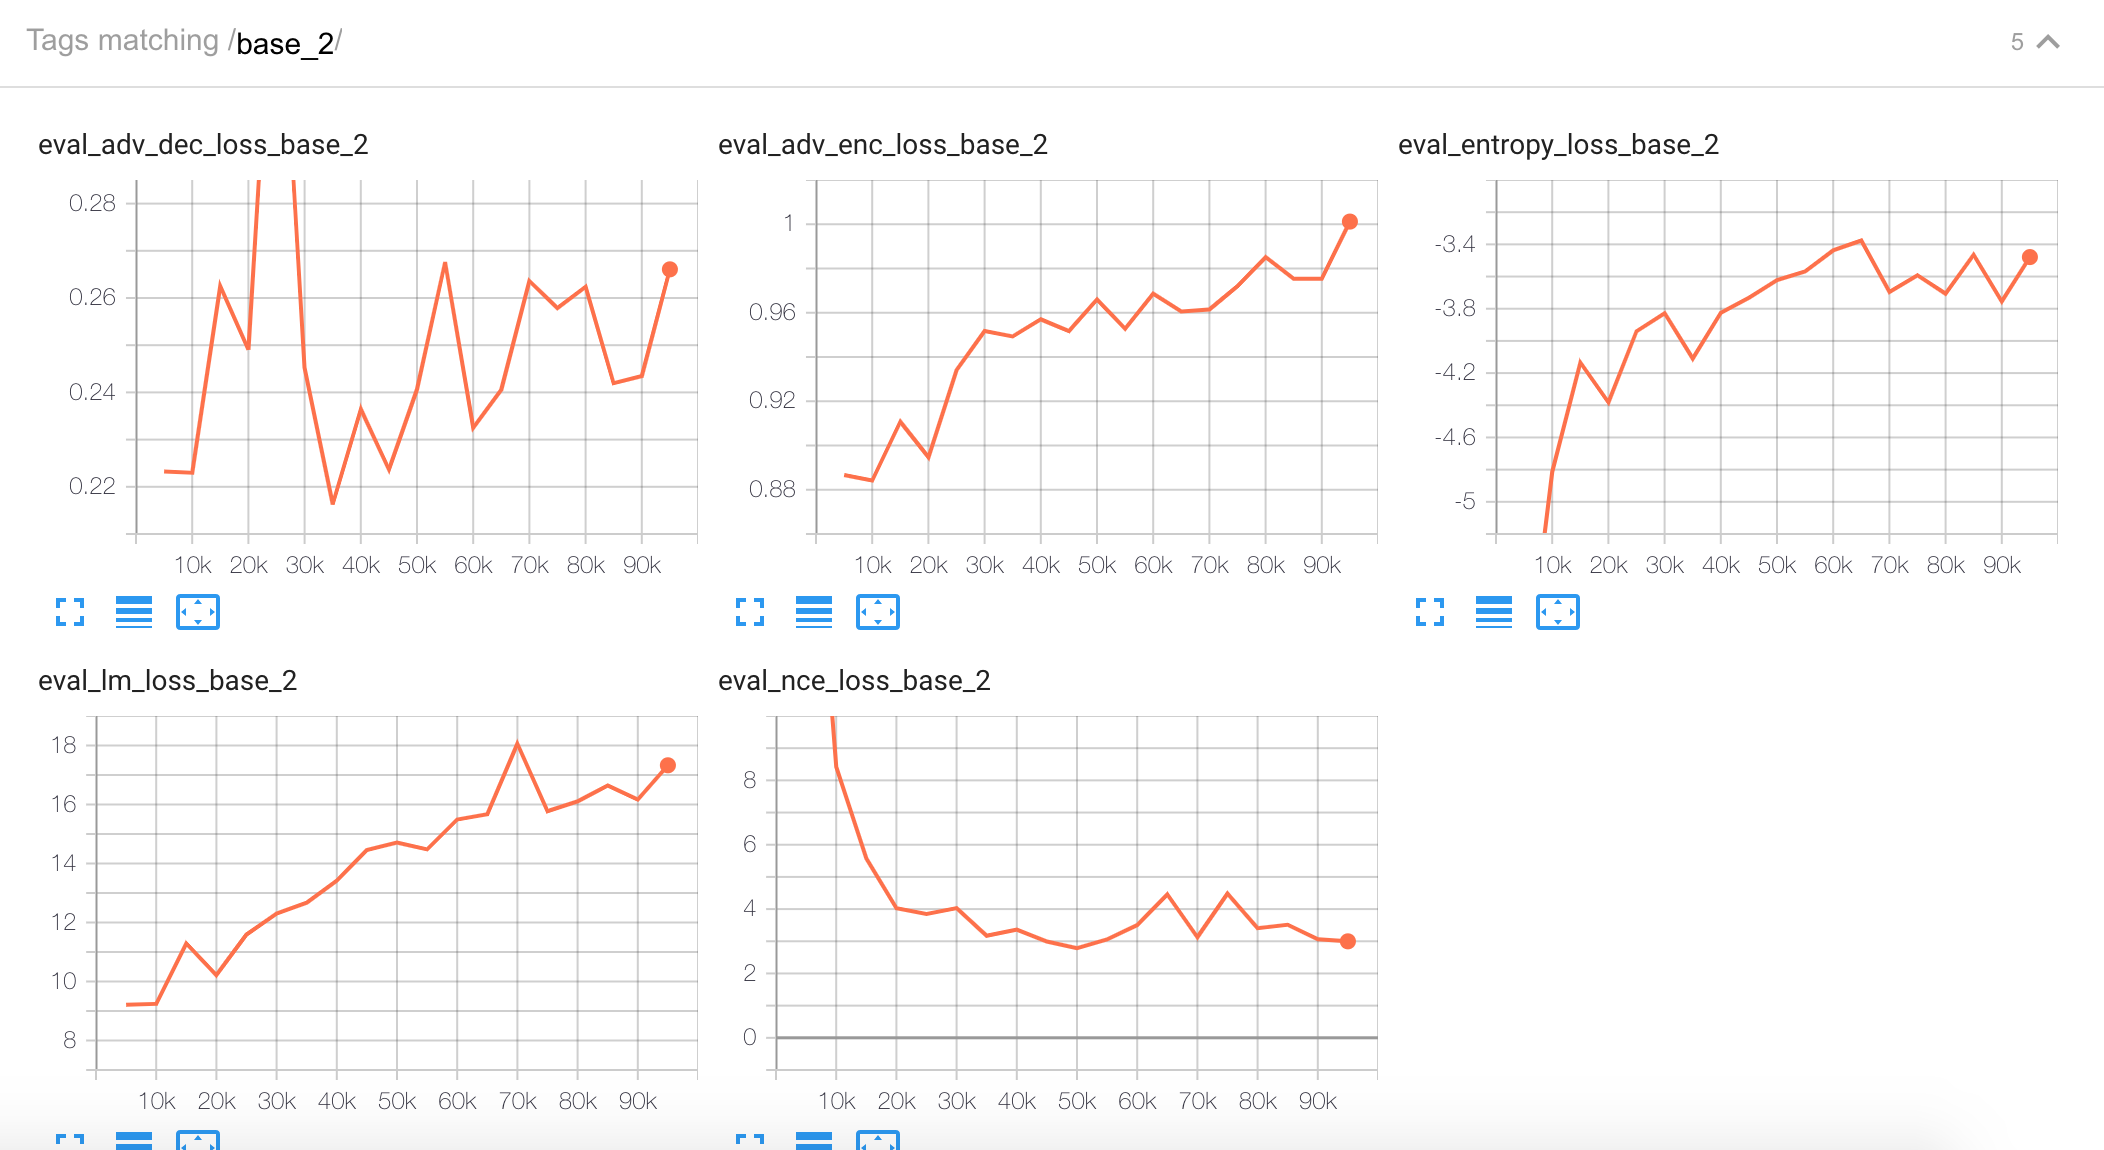 Tags matching /base_2/
5
eval_adv_dec_loss_base_2
0.28
0.26
0.24
0.22
10k 20k 30k 40k 50k 60k 70k 80k 90k
eval_adv_enc_loss_base_2
1
0.96
0.92
0.88
10k 20k 30k 40k 50k 60k 70k 80k 90k
eval_entropy_loss_base_2
-3.4
-3.8
-4.2
-4.6
-5
10k 20k 30k 40k 50k 60k 70k 80k 90k
eval_lm_loss_base_2
18
16
14
12
10
8
10k 20k 30k 40k 50k 60k 70k 80k 90k
eval_nce_loss_base_2
8
6
4
2
0
10k 20k 30k 40k 50k 60k 70k 80k 90k